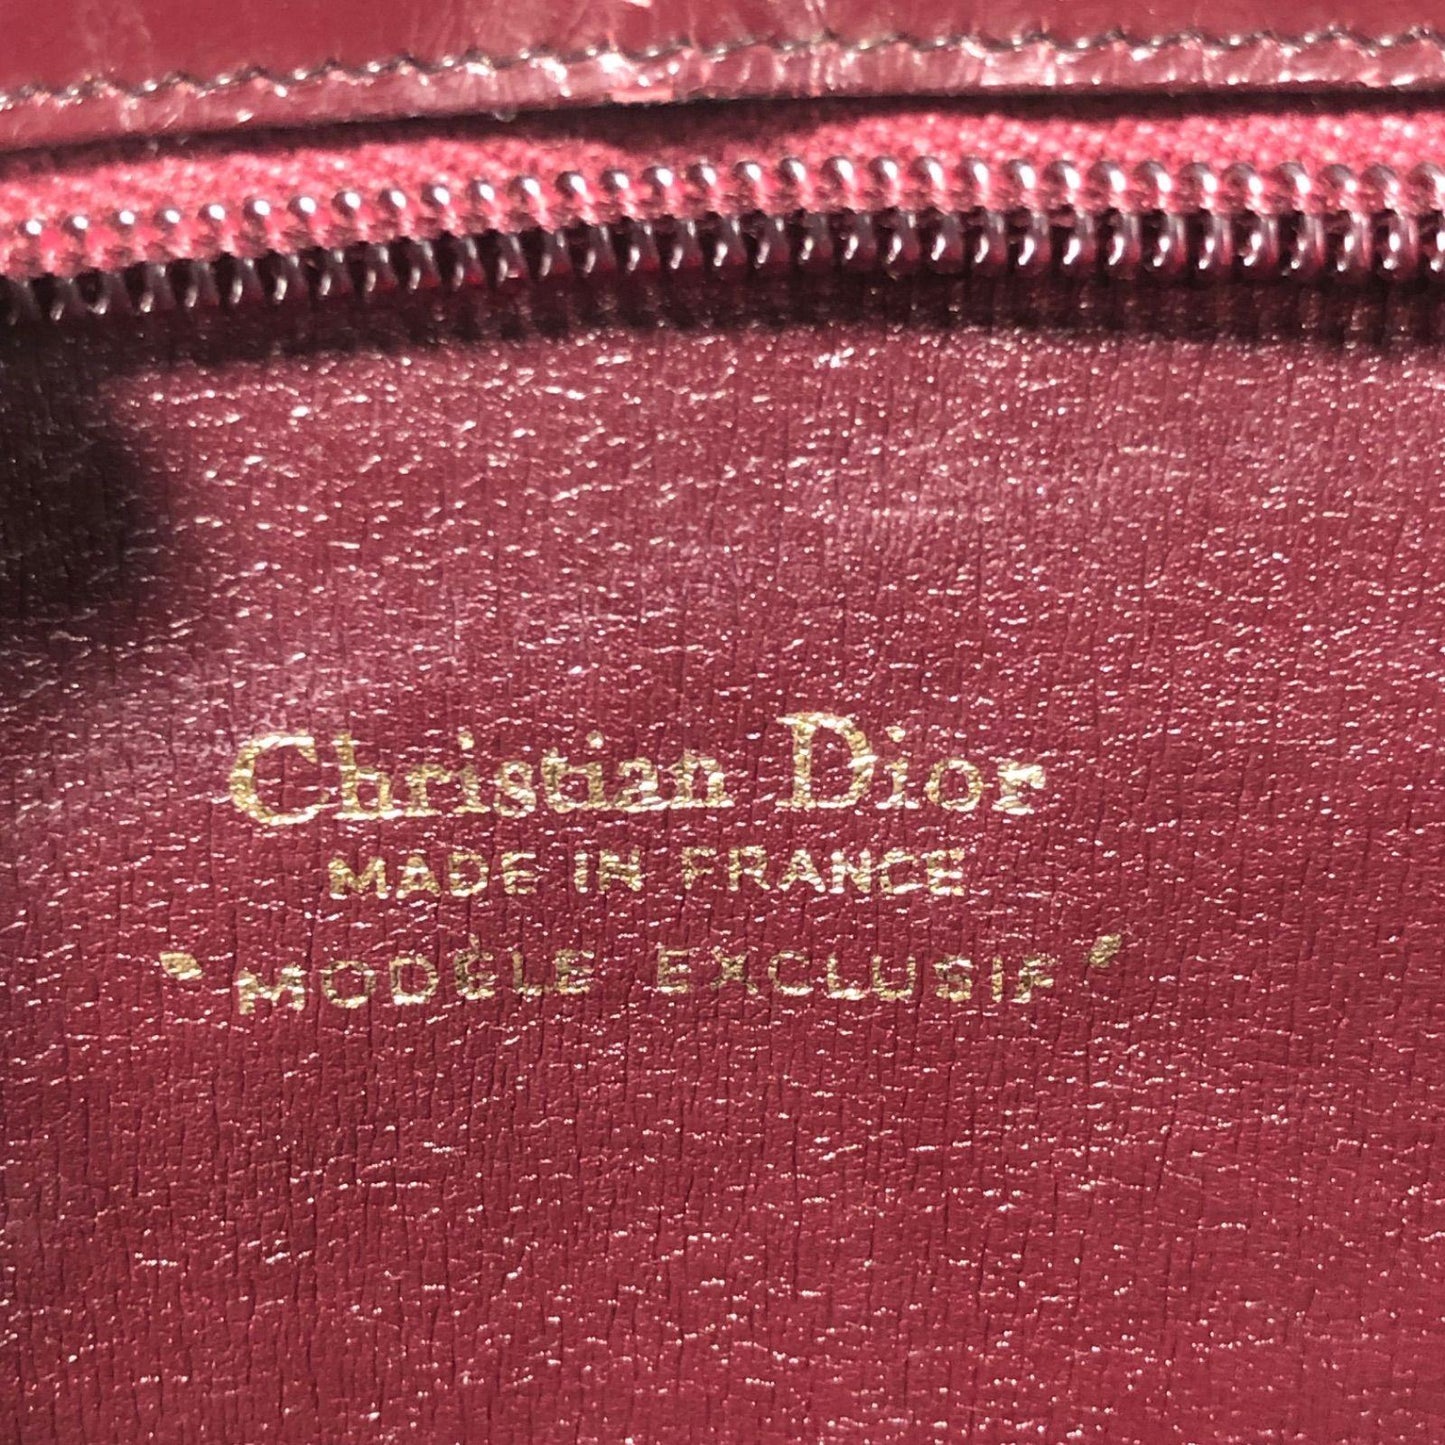 Christian Dior
MADE IN FRANCE
"MODÈLE EXCLUSIF"